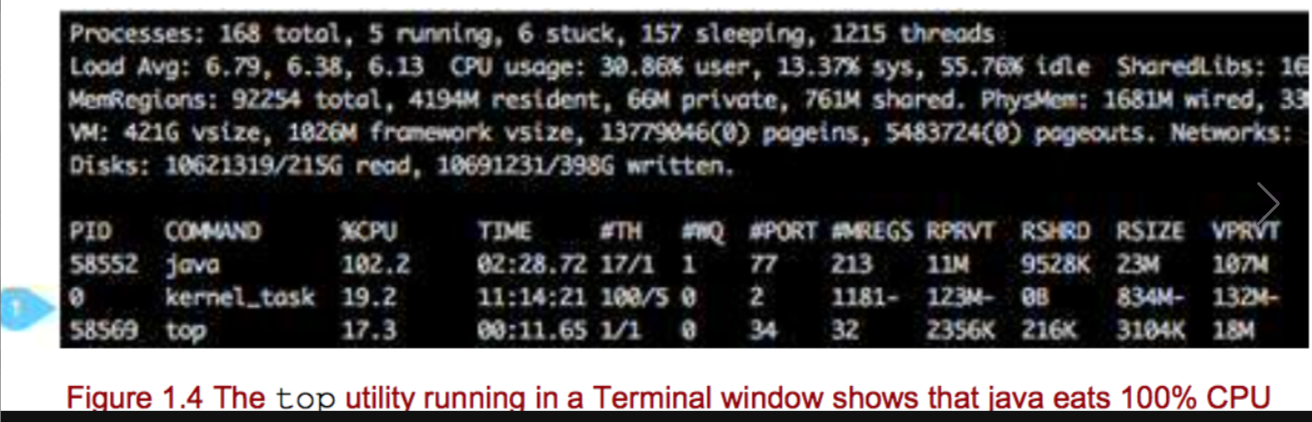 Processes: 168 total, 5 running, 6 stuck, 157 sleeping, 1215 threads
Load Avg: 6.79, 6.38, 6.13 CPU usage: 30.86% user, 13.37% sys, 55.76% idle SharedLibs: 16
MemRegions: 92254 total, 4194M resident, 66M private, 761M shared. PhysMem: 1681M wired, 33
VM: 421G vsize, 1026M framework vsize, 13779046(0) pageins, 5483724(0) pageouts. Networks:
Disks: 10621319/215G read, 10691231/398G written.
PID COMMAND %CPU TIME #TH #WQ #PORT #MREGS RPRVT RSHRD RSIZE VPRVT
58552 java 102.2 02:28.72 17/1 1 77 213 11M 9528K 23M 107M
1 0 kernel_task 19.2 11:14:21 100/5 0 2 1181- 123M- 0B 834M- 132M-
58569 top 17.3 00:11.65 1/1 0 34 32 2356K 216K 3104K 18M
Figure 1.4 The top utility running in a Terminal window shows that java eats 100% CPU